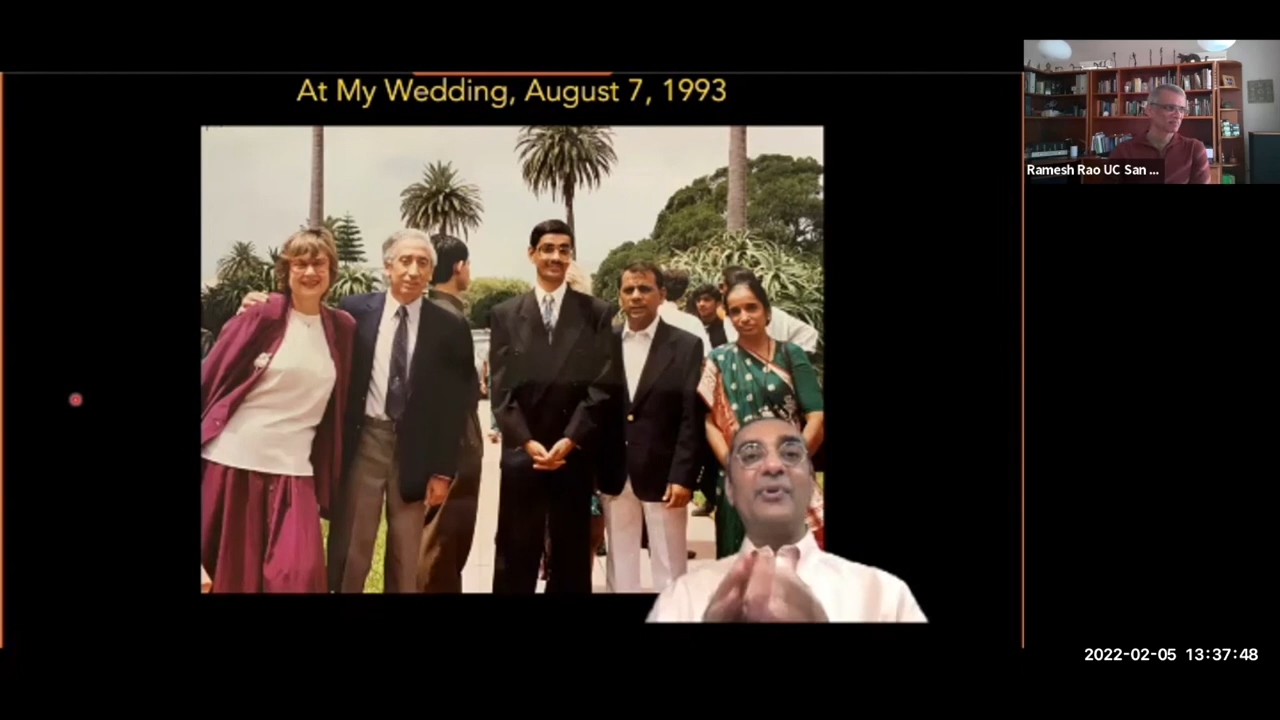 At My Wedding, August 7, 1993
Ramesh Rao UC San ...
2022-02-05 13:37:48